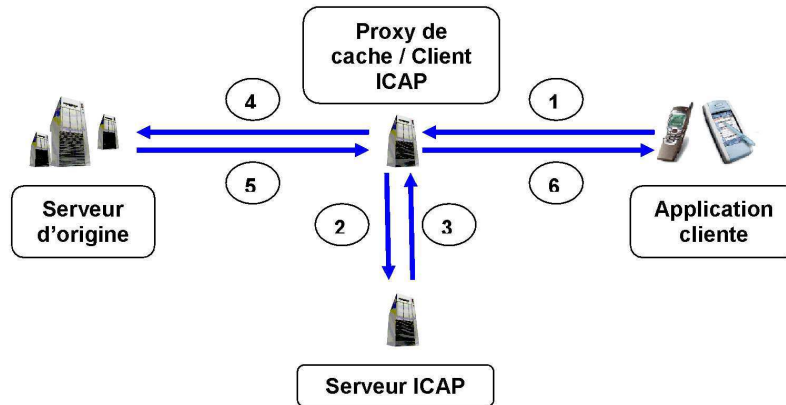 Proxy de
cache / Client
ICAP
4
1
5
6
Serveur
d'origine
2
3
Application
cliente
Serveur ICAP